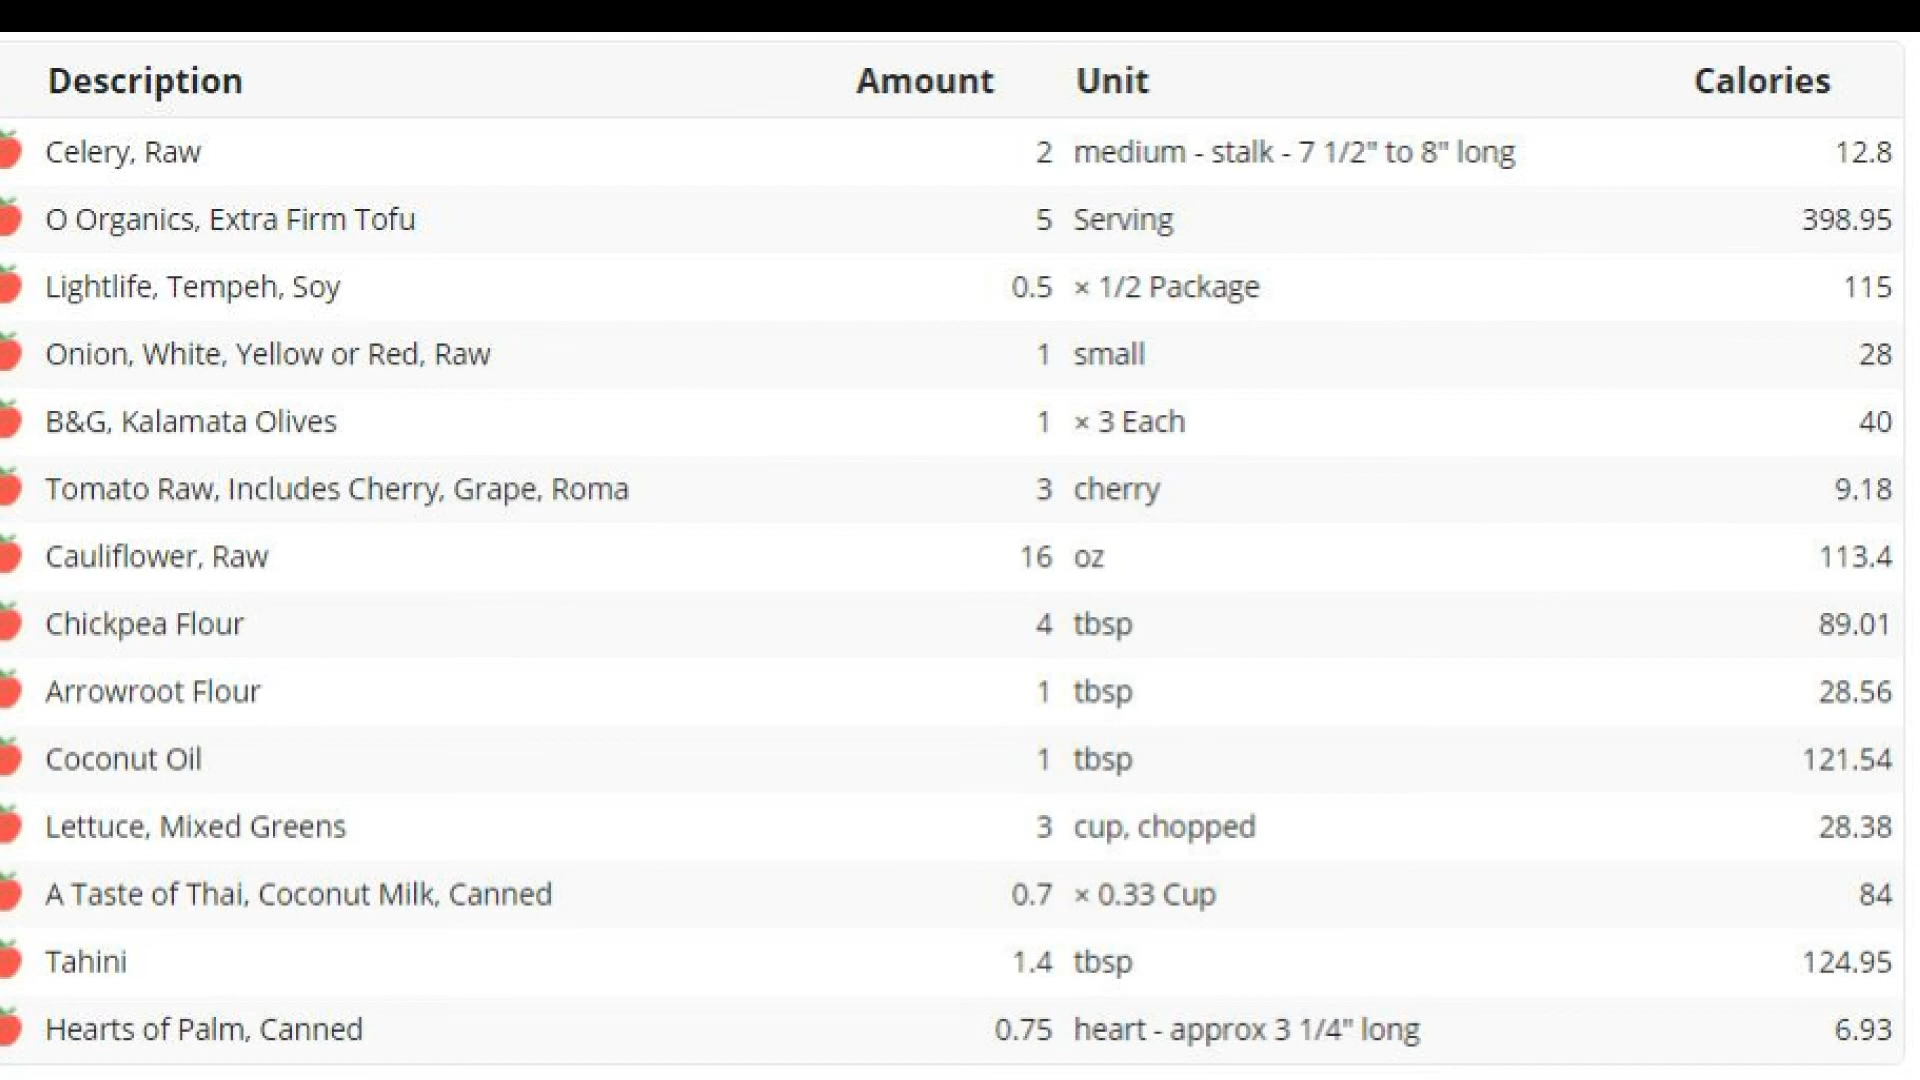 Description Amount Unit Calories
Celery, Raw 2 medium - stalk - 7 1/2" to 8" long 12.8
O Organics, Extra Firm Tofu 5 Serving 398.95
Lightlife, Tempeh, Soy 0.5 × 1/2 Package 115
Onion, White, Yellow or Red, Raw 1 small 28
B&G, Kalamata Olives 1 × 3 Each 40
Tomato Raw, Includes Cherry, Grape, Roma 3 cherry 9.18
Cauliflower, Raw 16 oz 113.4
Chickpea Flour 4 tbsp 89.01
Arrowroot Flour 1 tbsp 28.56
Coconut Oil 1 tbsp 121.54
Lettuce, Mixed Greens 3 cup, chopped 28.38
A Taste of Thai, Coconut Milk, Canned 0.7 × 0.33 Cup 84
Tahini 1.4 tbsp 124.95
Hearts of Palm, Canned 0.75 heart - approx 3 1/4" long 6.93